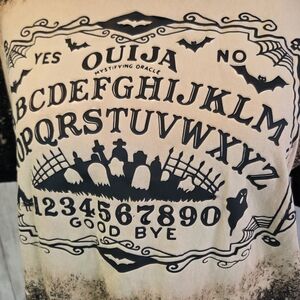 YES OUIJA NO
MYSTIFYING ORACLE
ABCDEFGHIJKLM
NOPQRSTUVWXYZ
1234567890
GOOD BYE